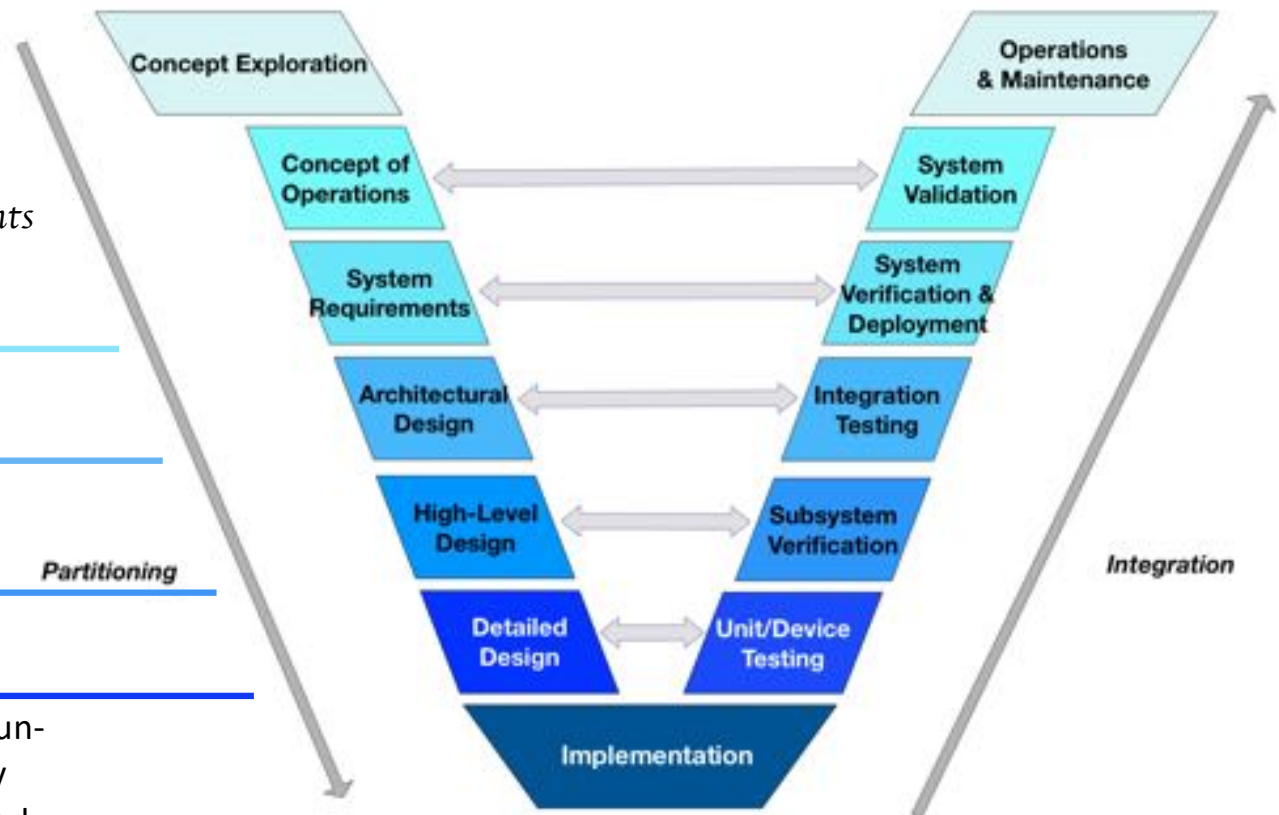 Concept Exploration
Operations
& Maintenance
Concept of
Operations
System
Validation
System
Requirements
System
Verification &
Deployment
Architectural
Design
Integration
Testing
High-Level
Design
Subsystem
Verification
Partitioning
Integration
Detailed
Design
Unit/Device
Testing
un-
Implementation